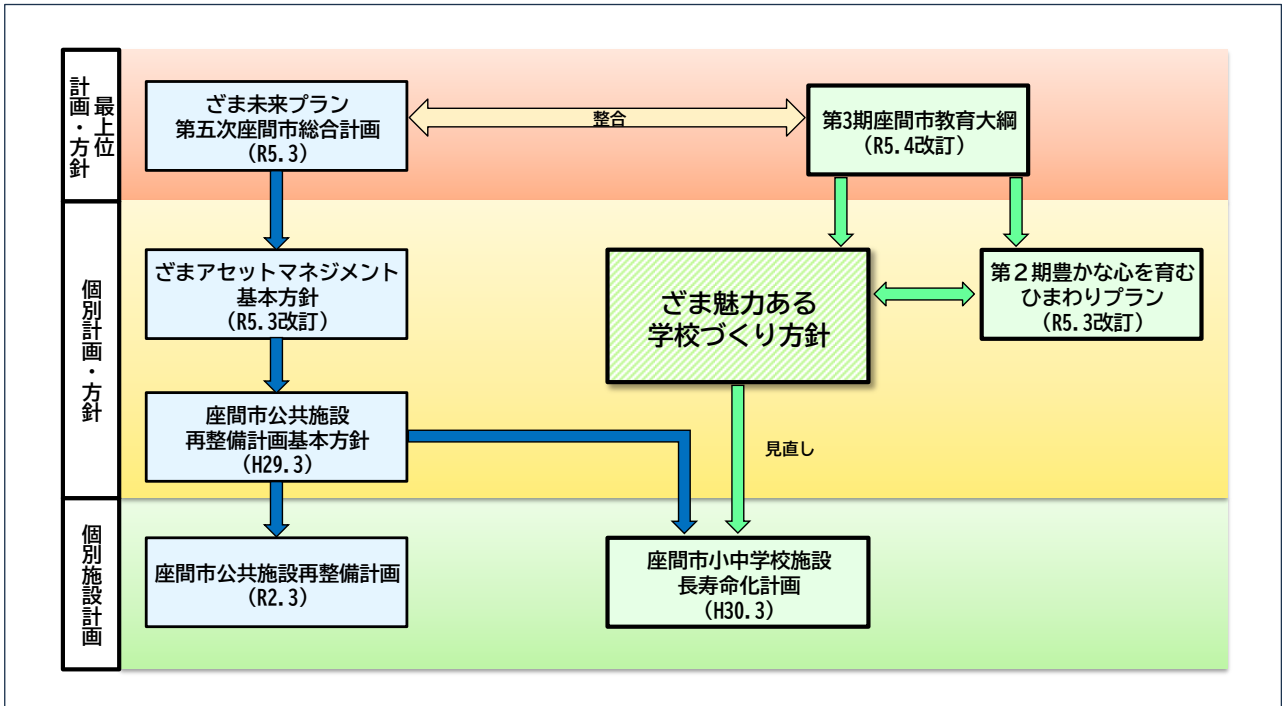 最上位
計画・方針
ざま未来プラン
第五次座間市総合計画
(R5.3)
整合
第3期座間市教育大綱
(R5.4改訂)
個別計画・方針
ざまアセットマネジメント
基本方針
(R5.3改訂)
ざま魅力ある
学校づくり方針
第２期豊かな心を育む
ひまわりプラン
(R5.3改訂)
座間市公共施設
再整備計画基本方針
(H29.3)
見直し
個別施設計画
座間市公共施設再整備計画
(R2.3)
座間市小中学校施設
長寿命化計画
(H30.3)